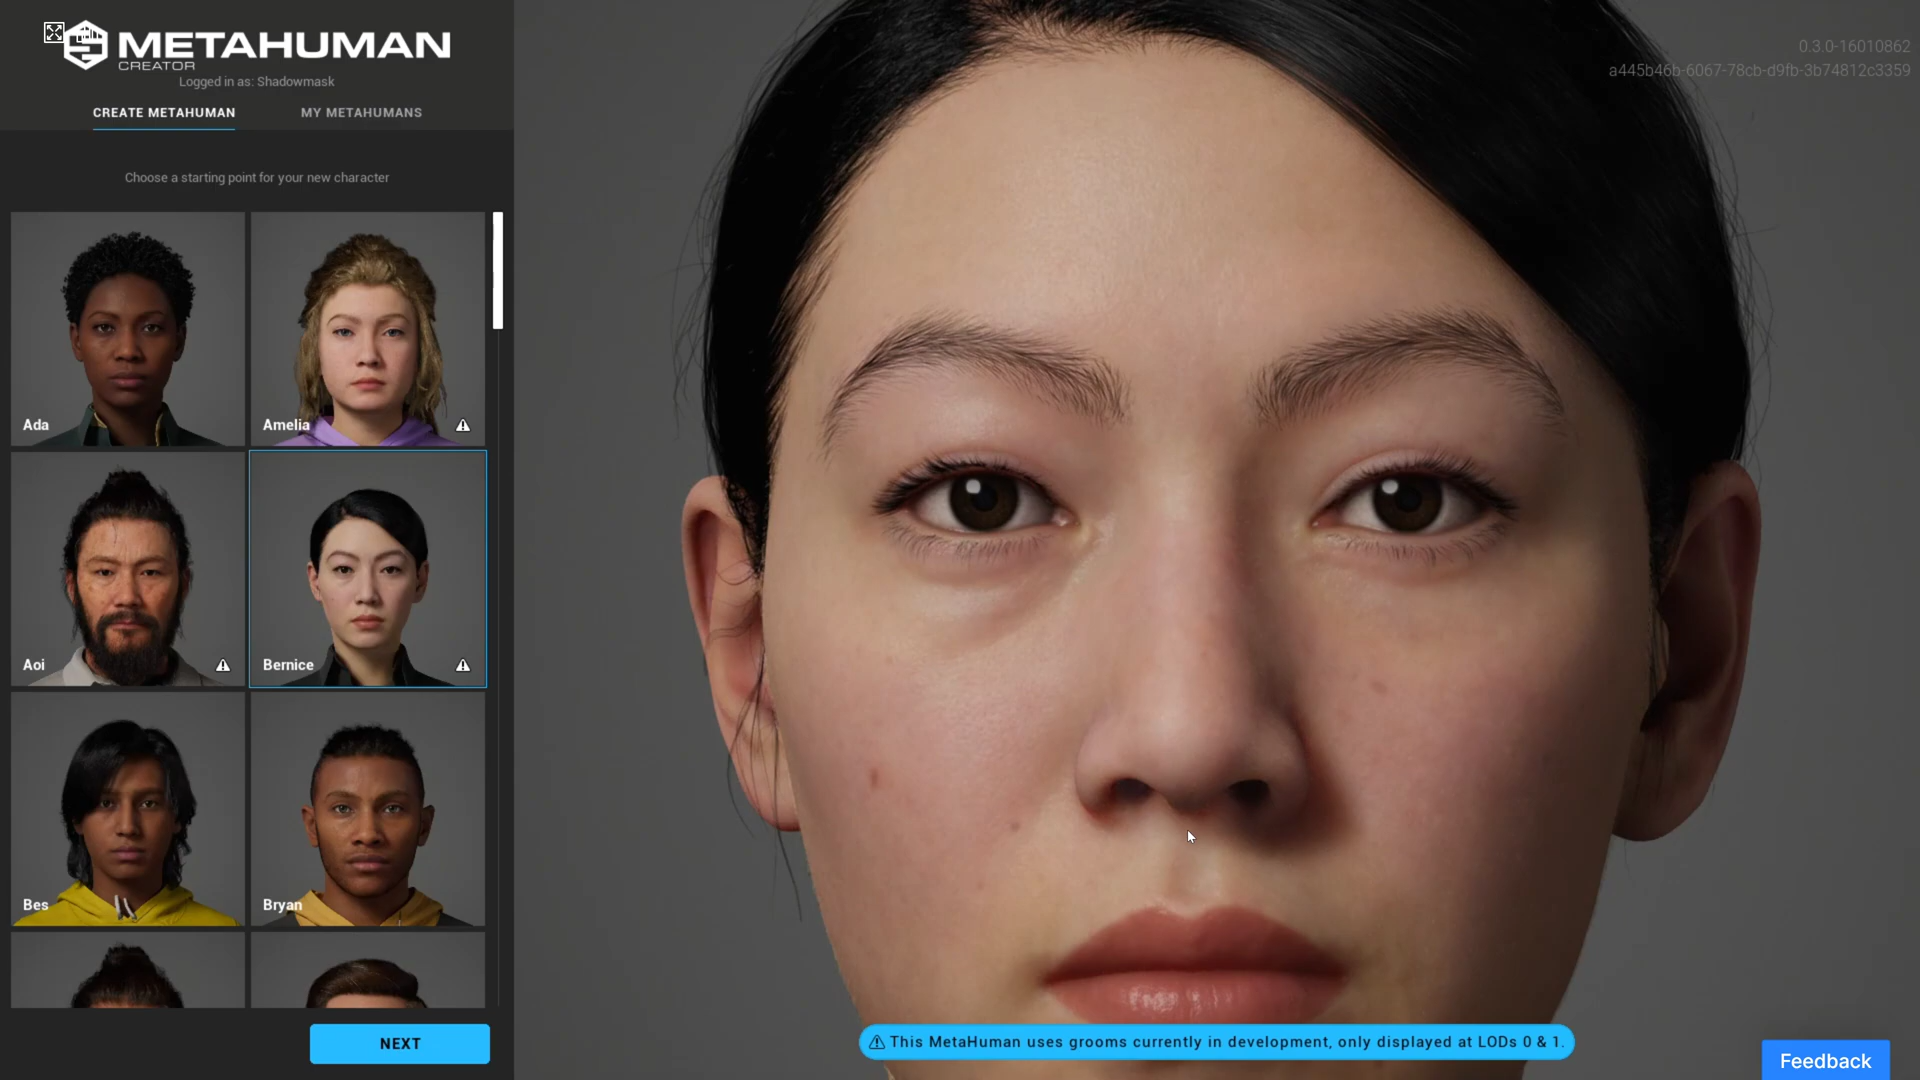 METAHUMAN
CREATOR
Logged in as: Shadowmask
CREATE METAHUMAN
MY METAHUMANS
Choose a starting point for your new character
Ada
Amelia
Aoi
Bernice
Bes
Bryan
NEXT
0.3.0-16010862
a445b46b-6067-78cb-d9fb-3b74812c3359
This MetaHuman uses grooms currently in development, only displayed at LODs 0 & 1.
Feedback